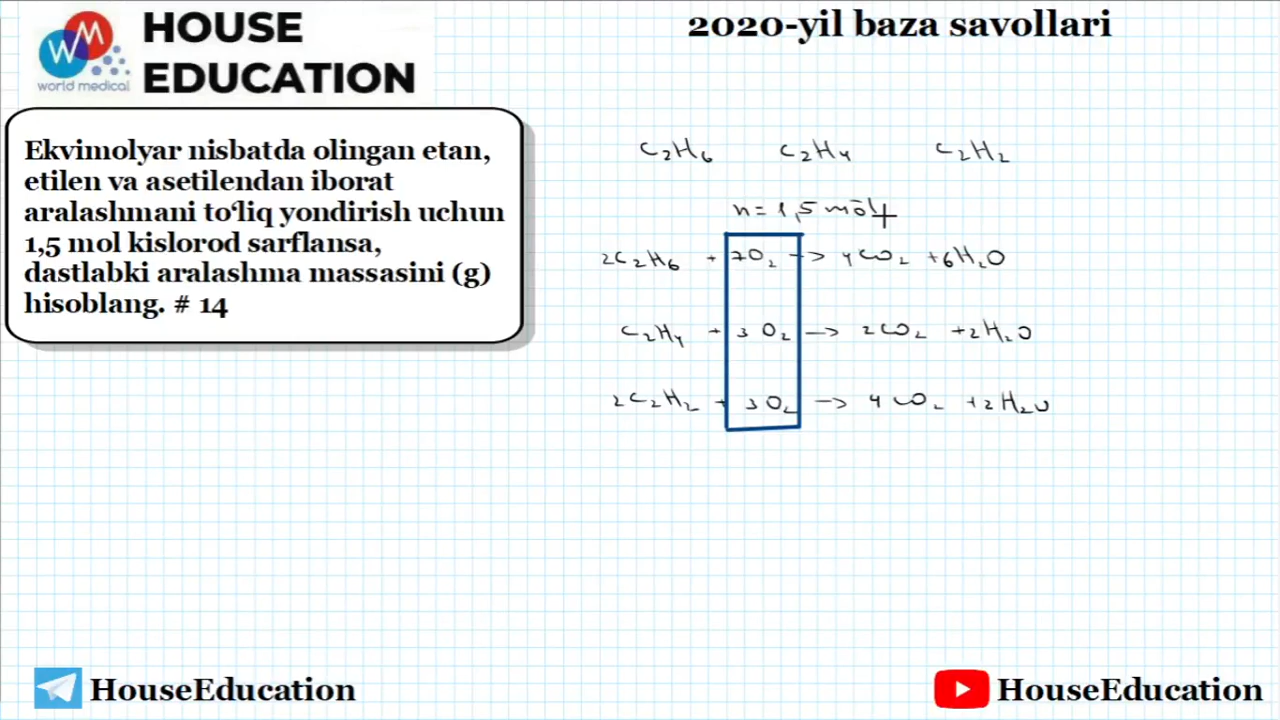 HOUSE
EDUCATION
world medical
2020-yil baza savollari
Ekvimolyar nisbatda olingan etan,
etilen va asetilendan iborat
aralashmani to‘liq yondirish uchun
1,5 mol kislorod sarflansa,
dastlabki aralashma massasini (g)
hisoblang. # 14
C₂H₆ C₂H₄ C₂H₂
n = 1,5 mol
2C₂H₆ + 7O₂ → 4CO₂ + 6H₂O
C₂H₄ + 3O₂ → 2CO₂ + 2H₂O
2C₂H₂ + 3O₂ → 4CO₂ + 2H₂O
HouseEducation
HouseEducation